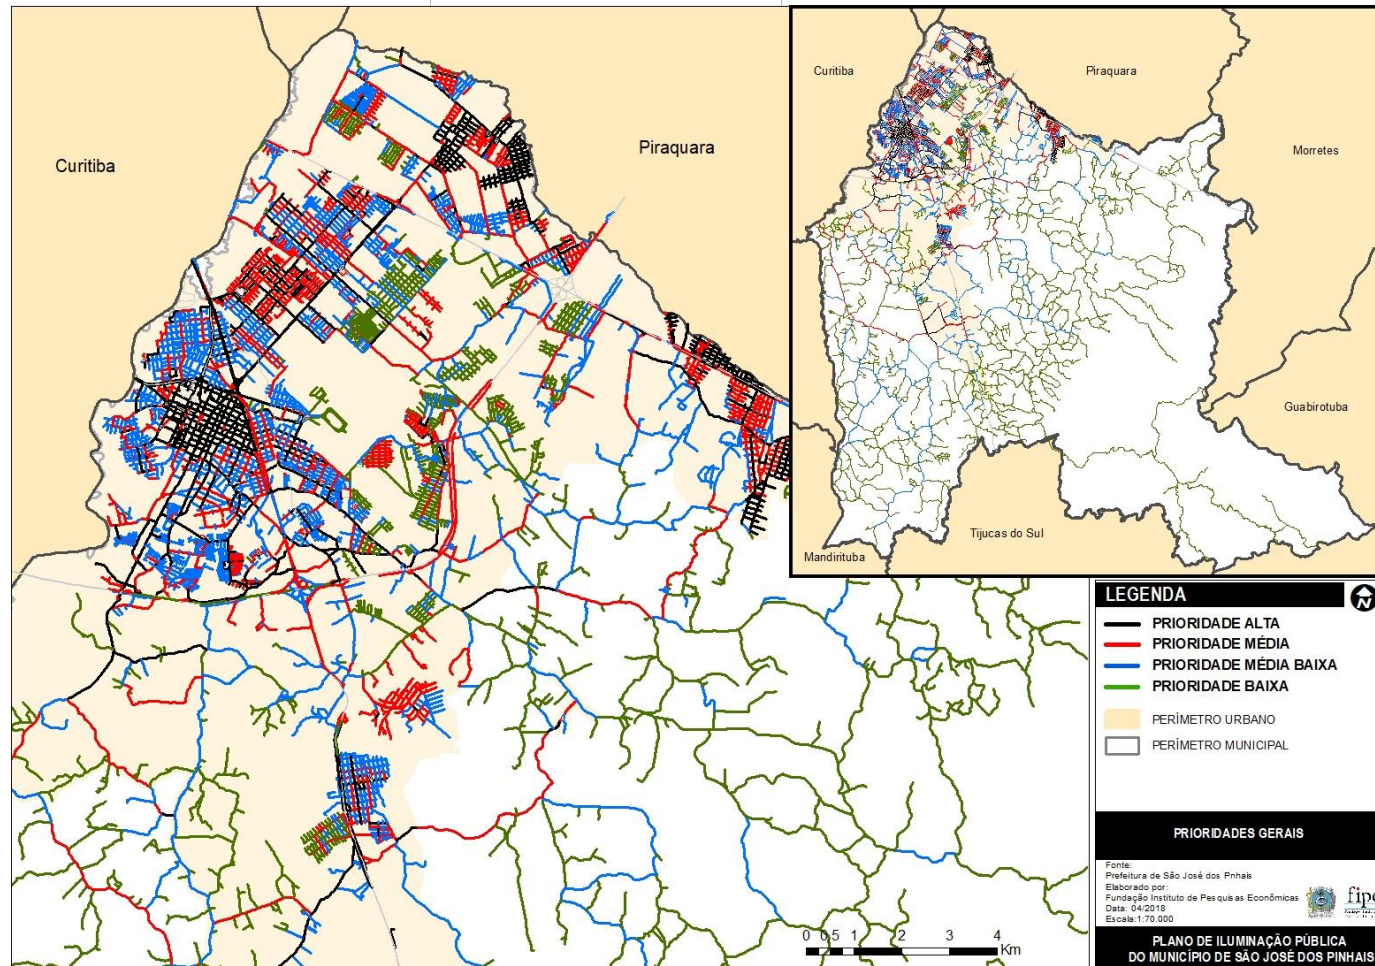 Curitiba
Piraquara
Curitiba
Piraquara
Morretes
Guabirotuba
Tijucas do Sul
Mandirituba
LEGENDA
N
PRIORIDADE ALTA
PRIORIDADE MÉDIA
PRIORIDADE MÉDIA BAIXA
PRIORIDADE BAIXA
PERÍMETRO URBANO
PERÍMETRO MUNICIPAL
PRIORIDADES GERAIS
Fonte:
Prefeitura de São José dos Pnhais
Elaborado por:
Fundação Instituto de Pesquisas Econômicas
Data: 04/2018
Escala:1:70.000
fipe
0 0,5 1 2 3 4
Km
PLANO DE ILUMINAÇÃO PÚBLICA
DO MUNICÍPIO DE SÃO JOSÉ DOS PINHAIS